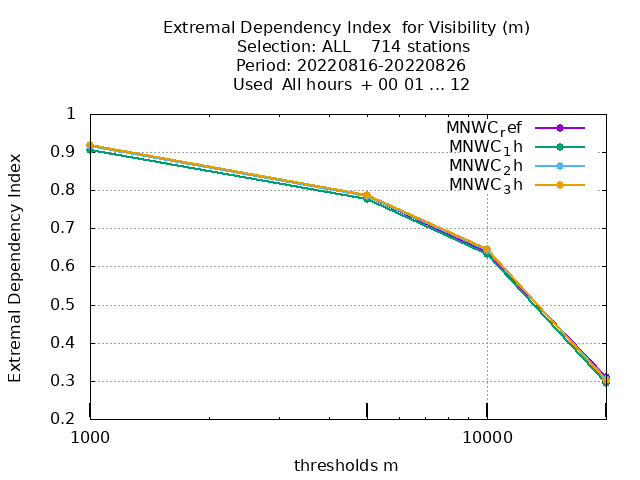 Extremal Dependency Index  for Visibility (m)
Selection: ALL    714 stations
Period: 20220816-20220826
Used  All hours  + 00 01 ... 12
Extremal Dependency Index
1
0.9
0.8
0.7
0.6
0.5
0.4
0.3
0.2
MNWCref
MNWC1h
MNWC2h
MNWC3h
1000
10000
thresholds m